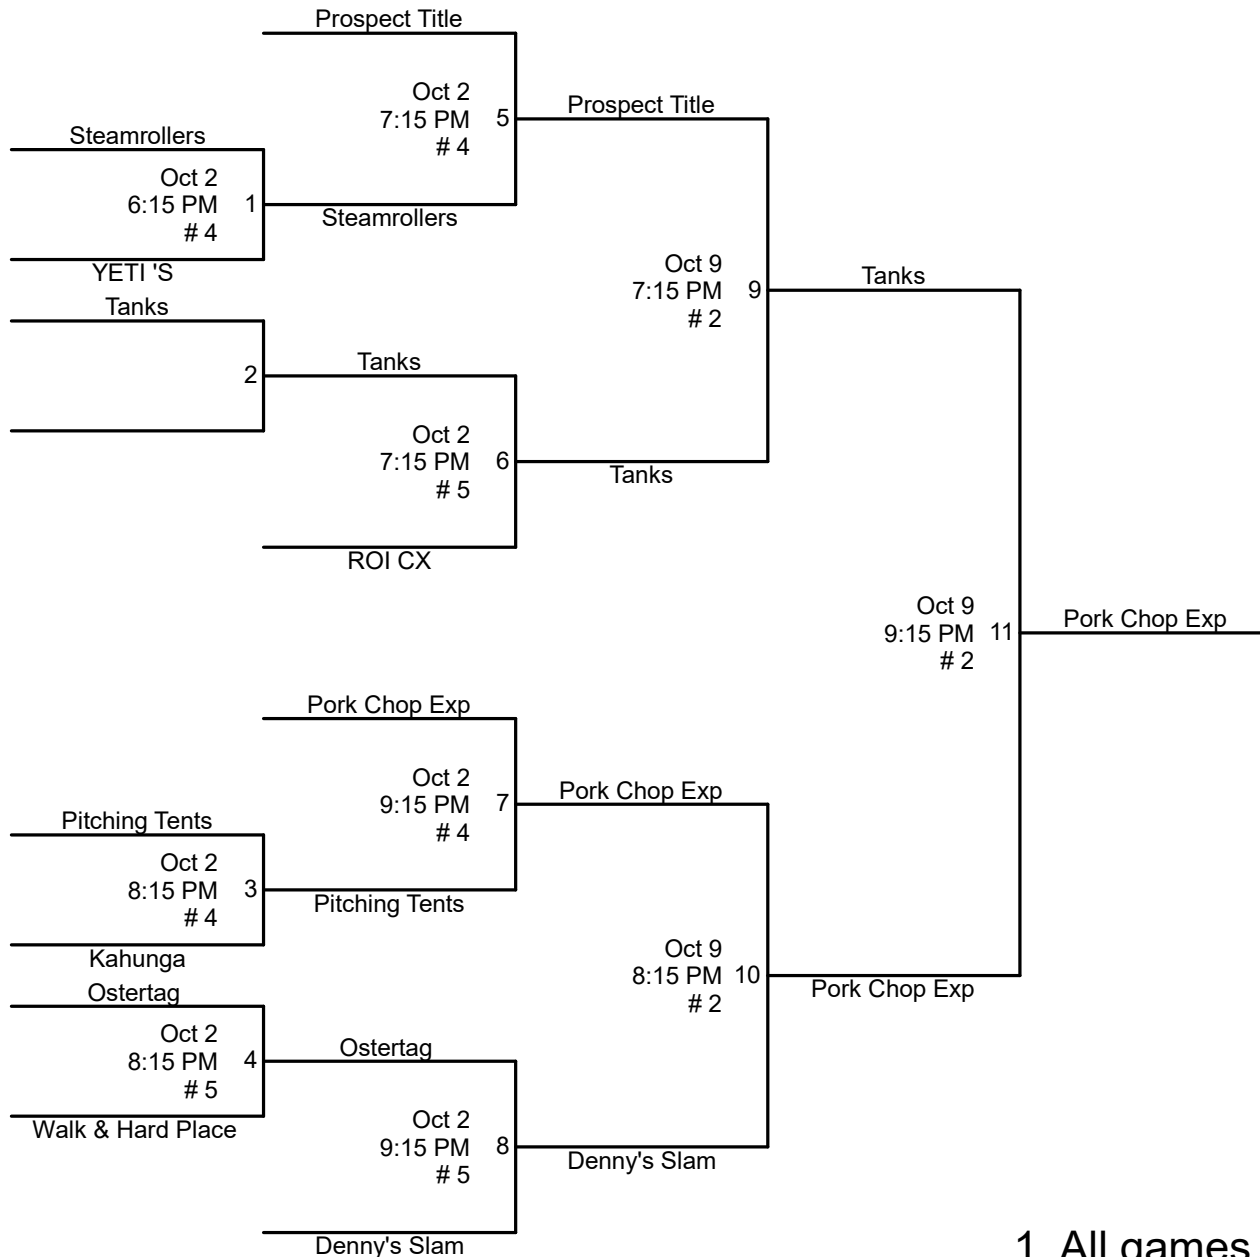 Prospect Title
Oct 2
7:15 PM
# 4
5
Prospect Title
Steamrollers
Oct 2
6:15 PM
# 4
1
Steamrollers
YETI 'S
Oct 9
7:15 PM
# 2
9
Tanks
Tanks
2
Tanks
Oct 2
7:15 PM
# 5
6
Tanks
ROI CX
Oct 9
9:15 PM
# 2
11
Pork Chop Exp
Pork Chop Exp
Oct 2
9:15 PM
# 4
7
Pork Chop Exp
Pitching Tents
Oct 2
8:15 PM
# 4
3
Pitching Tents
Kahunga
Oct 9
8:15 PM
# 2
10
Pork Chop Exp
Ostertag
Oct 2
8:15 PM
# 5
4
Ostertag
Walk & Hard Place
Oct 2
9:15 PM
# 5
8
Denny's Slam
Denny's Slam
1. All games